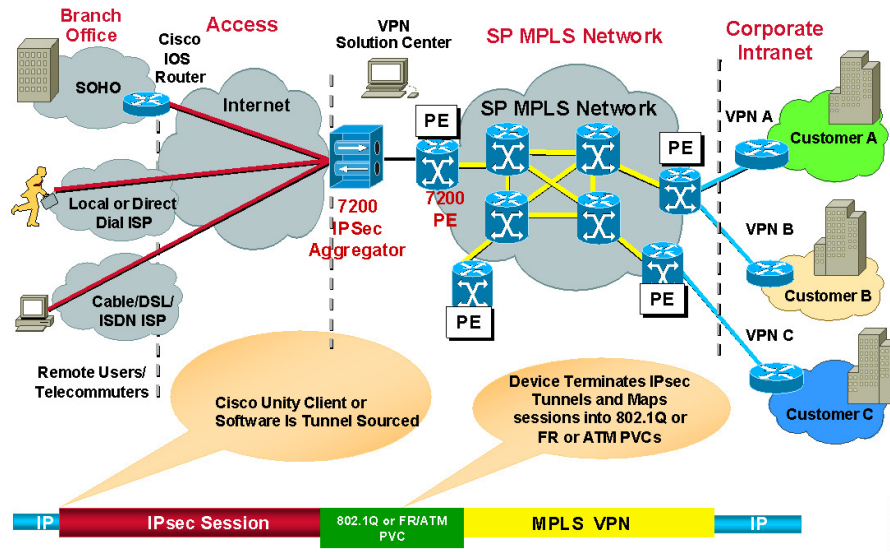 Branch
Office
Access
VPN
Solution Center
SP MPLS Network
Corporate
Intranet
Cisco
IOS
Router
SOHO
Internet
SP MPLS Network
PE
PE
VPN A
Customer A
Local or Direct
Dial ISP
7200
IPSec
Aggregator
7200
PE
VPN B
Customer B
Cable/DSL/
ISDN ISP
PE
PE
VPN C
Customer C
Remote Users/
Telecommuters
Cisco Unity Client or
Software Is Tunnel Sourced
Device Terminates IPsec
Tunnels and Maps
sessions into 802.1Q or
FR or ATM PVCs
IP
IPsec Session
802.1Q or FR/ATM
PVC
MPLS VPN
IP